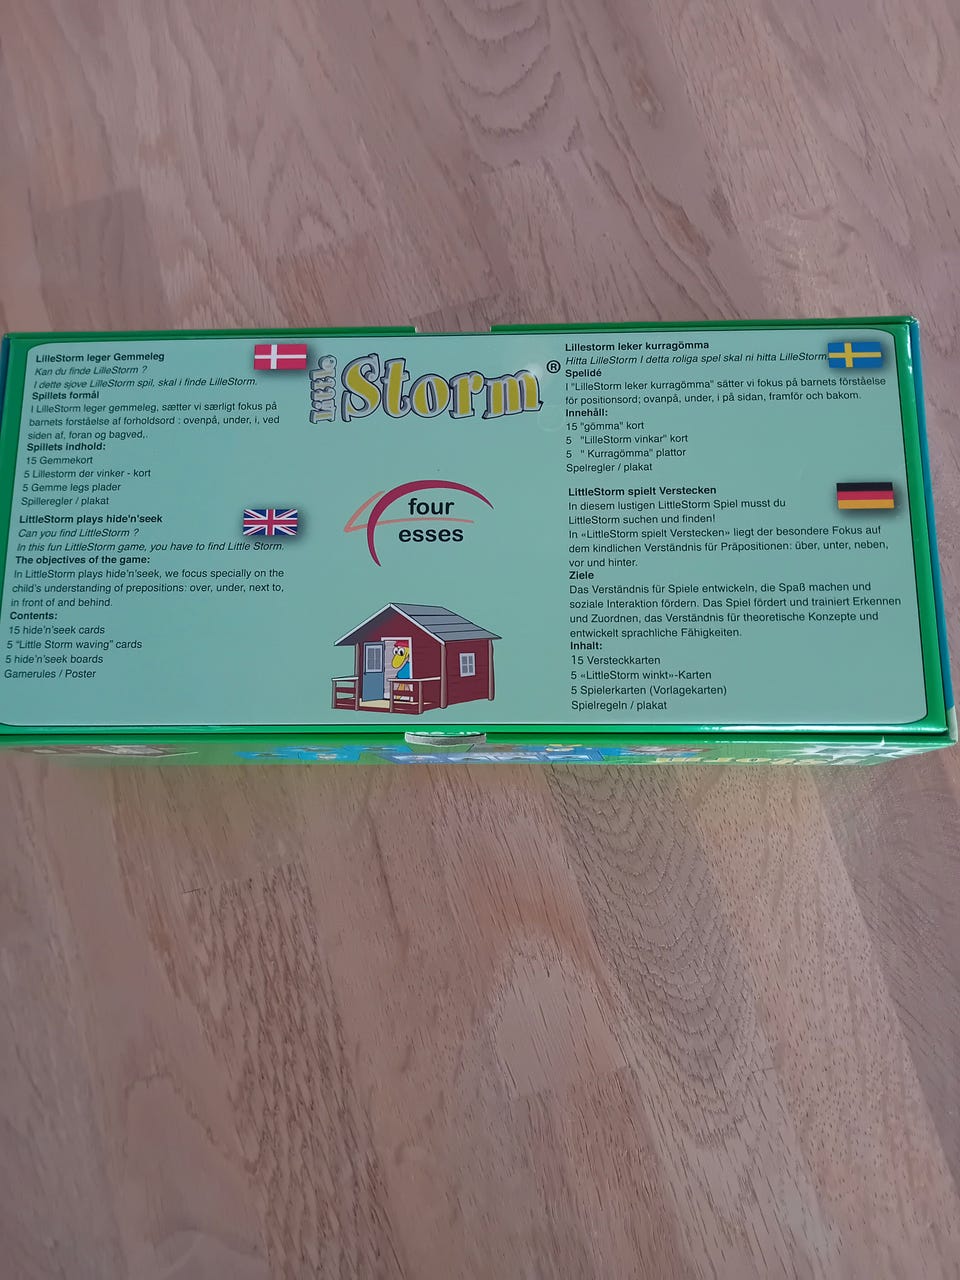 LilleStorm leger Gemmeleg
Kan du finde LilleStorm ?
I dette sjove LilleStorm spil, skal i finde LilleStorm.
Spillets formål
I LilleStorm leger gemmeleg, sætter vi særligt fokus på
barnets forståelse af forholdsord : ovenpå, under, i, ved
siden af, foran og bagved,.
Spillets indhold:
15 Gemmekort
5 Lillestorm der vinker - kort
5 Gemme legs plader
Spilleregler / plakat
LittleStorm plays hide'n'seek
Can you find LittleStorm ?
In this fun LittleStorm game, you have to find Little Storm.
The objectives of the game:
In LittleStorm plays hide'n'seek, we focus specially on the
child's understanding of prepositions: over, under, next to,
in front of and behind.
Contents:
15 hide'n'seek cards
5 "Little Storm waving" cards
5 hide'n'seek boards
Gamerules / Poster
Little Storm®
four
esses
Lillestorm leker kurragömma
Hitta LilleStorm I detta roliga spel skal ni hitta LilleStorm.
Spelidé
I "LilleStorm leker kurragömma" sätter vi fokus på barnets förståelse
för positionsord; ovanpå, under, i på sidan, framför och bakom.
Innehåll:
15 "gömma" kort
5 "LilleStorm vinkar" kort
5 " Kurragömma" plattor
Spelregler / plakat
LittleStorm spielt Verstecken
In diesem lustigen LittleStorm Spiel musst du
LittleStorm suchen und finden!
In «LittleStorm spielt Verstecken» liegt der besondere Fokus auf
dem kindlichen Verständnis für Präpositionen: über, unter, neben,
vor und hinter.
Ziele
Das Verständnis für Spiele entwickeln, die Spaß machen und
soziale Interaktion fördern. Das Spiel fördert und trainiert Erkennen
und Zuordnen, das Verständnis für theoretische Konzepte und
entwickelt sprachliche Fähigkeiten.
Inhalt:
15 Versteckkarten
5 «LittleStorm winkt»-Karten
5 Spielerkarten (Vorlagekarten)
Spielregeln / plakat